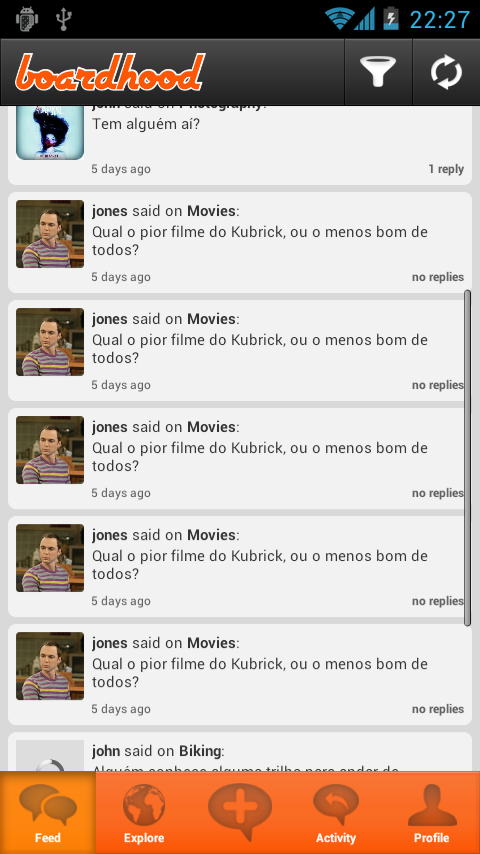 22:27
boardhood
john said on Photography:
Tem alguém aí?
5 days ago 1 reply
jones said on Movies:
Qual o pior filme do Kubrick, ou o menos bom de
todos?
5 days ago no replies
jones said on Movies:
Qual o pior filme do Kubrick, ou o menos bom de
todos?
5 days ago no replies
jones said on Movies:
Qual o pior filme do Kubrick, ou o menos bom de
todos?
5 days ago no replies
jones said on Movies:
Qual o pior filme do Kubrick, ou o menos bom de
todos?
5 days ago no replies
jones said on Movies:
Qual o pior filme do Kubrick, ou o menos bom de
todos?
5 days ago no replies
john said on Biking:
Alguém conhece alguma trilha para andar de
Feed Explore Activity Profile